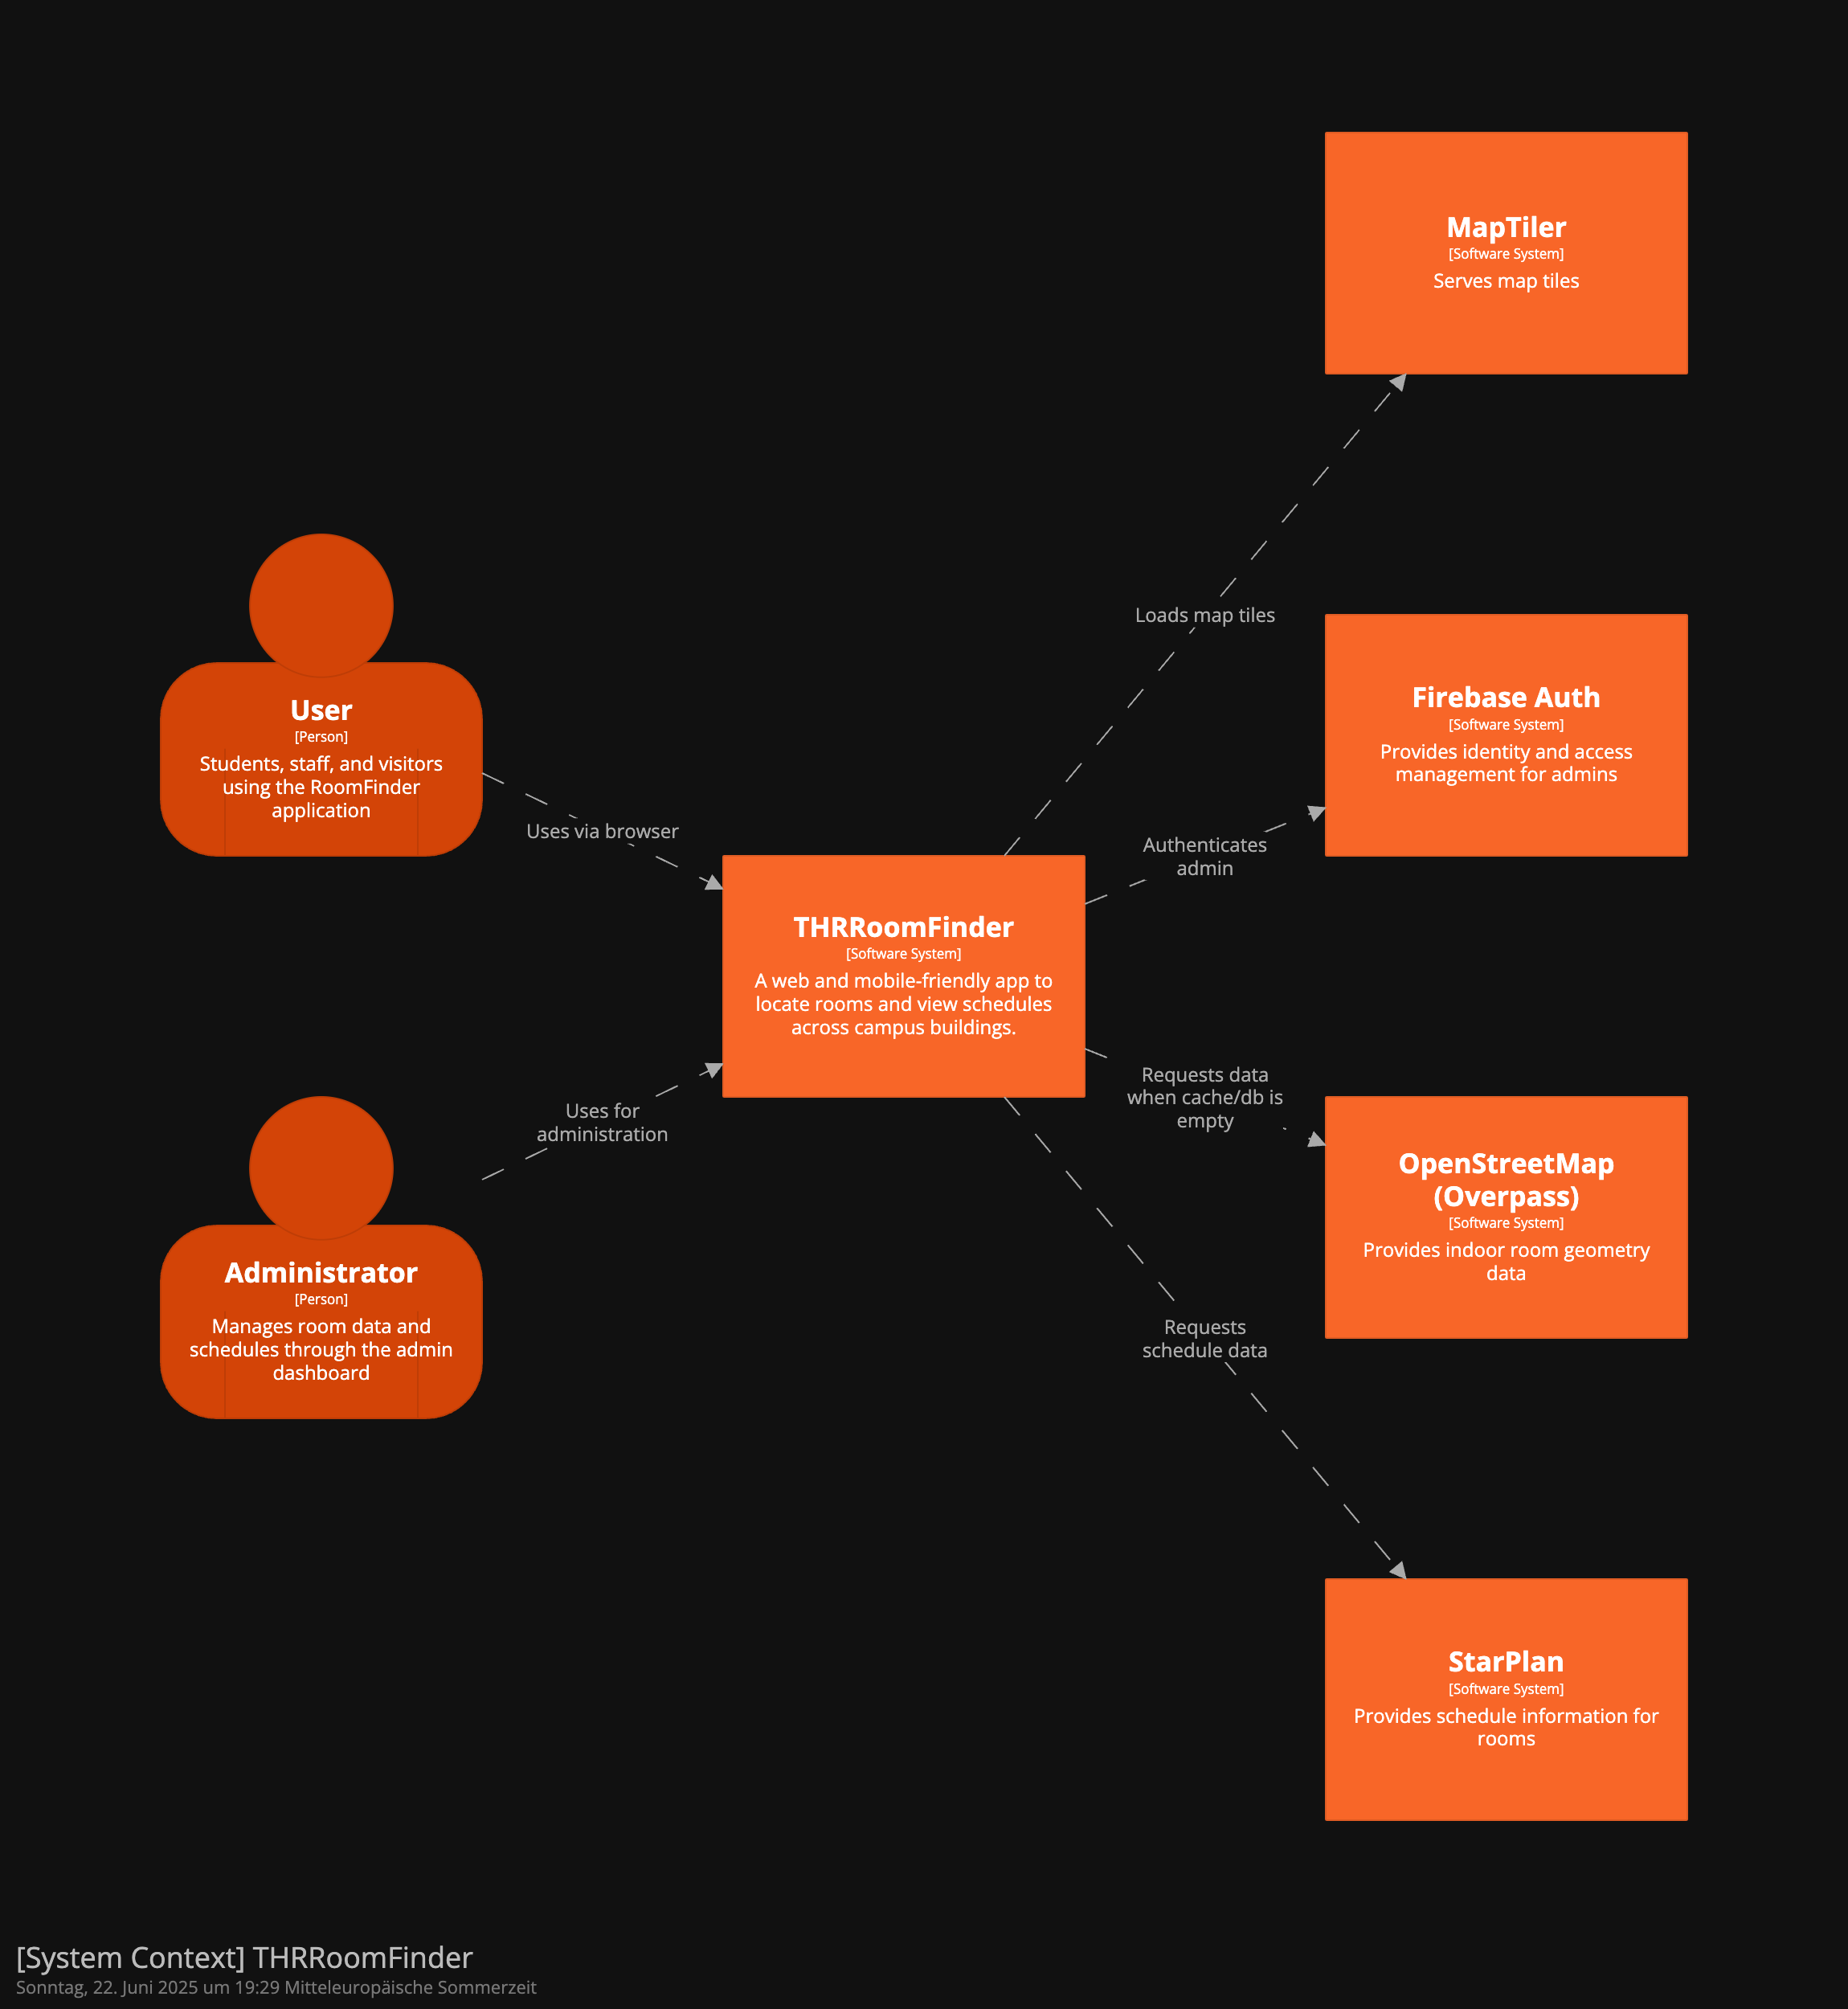 MapTiler
[Software System]
Serves map tiles
Loads map tiles
User
[Person]
Students, staff, and visitors
using the RoomFinder
application
Uses via browser
Firebase Auth
[Software System]
Provides identity and access
management for admins
Authenticates
admin
THRRoomFinder
[Software System]
A web and mobile-friendly app to
locate rooms and view schedules
across campus buildings.
Requests data
when cache/db is
empty
Uses for
administration
OpenStreetMap
(Overpass)
[Software System]
Provides indoor room geometry
data
Administrator
[Person]
Manages room data and
schedules through the admin
dashboard
Requests
schedule data
StarPlan
[Software System]
Provides schedule information for
rooms
[System Context] THRRoomFinder
Sonntag, 22. Juni 2025 um 19:29 Mitteleuropäische Sommerzeit